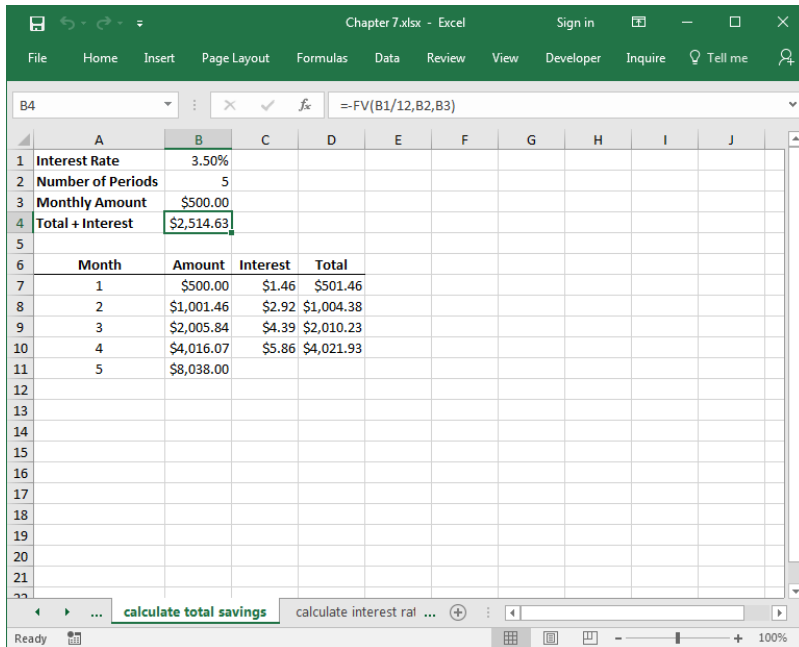 Chapter 7.xlsx - Excel Sign in
File Home Insert Page Layout Formulas Data Review View Developer Inquire Tell me
B4 fx =-FV(B1/12,B2,B3)
A B C D E F G H I J
1 Interest Rate 3.50%
2 Number of Periods 5
3 Monthly Amount $500.00
4 Total + Interest $2,514.63
5
6 Month Amount Interest Total
7 1 $500.00 $1.46 $501.46
8 2 $1,001.46 $2.92 $1,004.38
9 3 $2,005.84 $4.39 $2,010.23
10 4 $4,016.07 $5.86 $4,021.93
11 5 $8,038.00
12
13
14
15
16
17
18
19
20
21
22
... calculate total savings calculate interest rat ...
Ready 100%